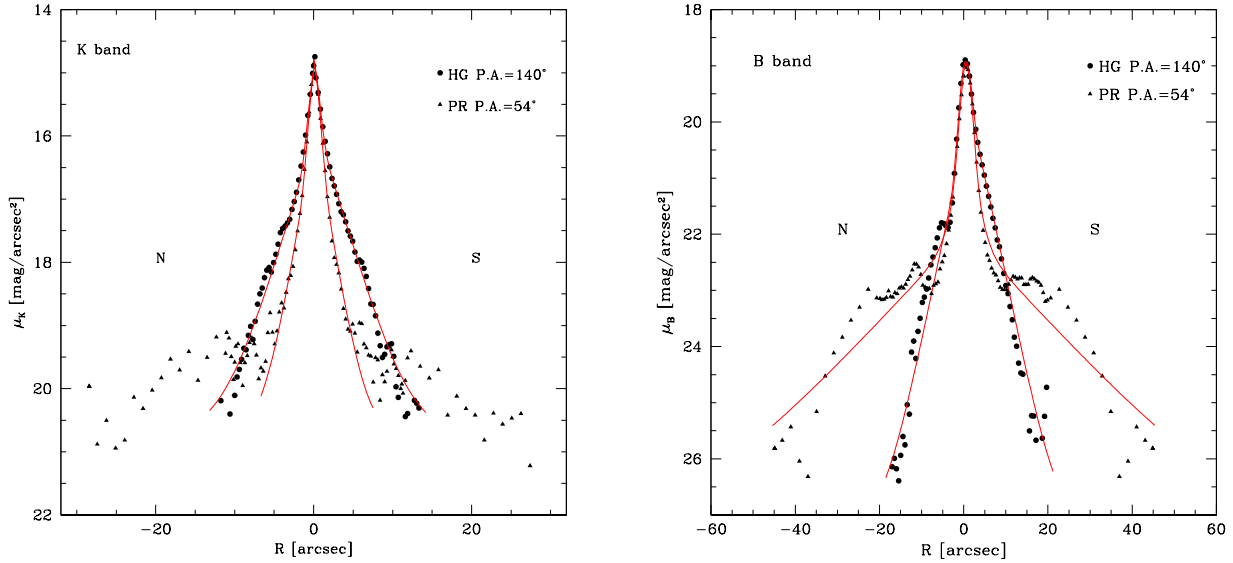 14
16
18
20
22
μK [mag/arcsec²]
K band
HG P.A.=140°
PR P.A.=54°
N
S
−20
0
20
R [arcsec]
18
20
22
24
26
μB [mag/arcsec²]
B band
HG P.A.=140°
PR P.A.=54°
N
S
−60
−40
−20
0
20
40
60
R [arcsec]